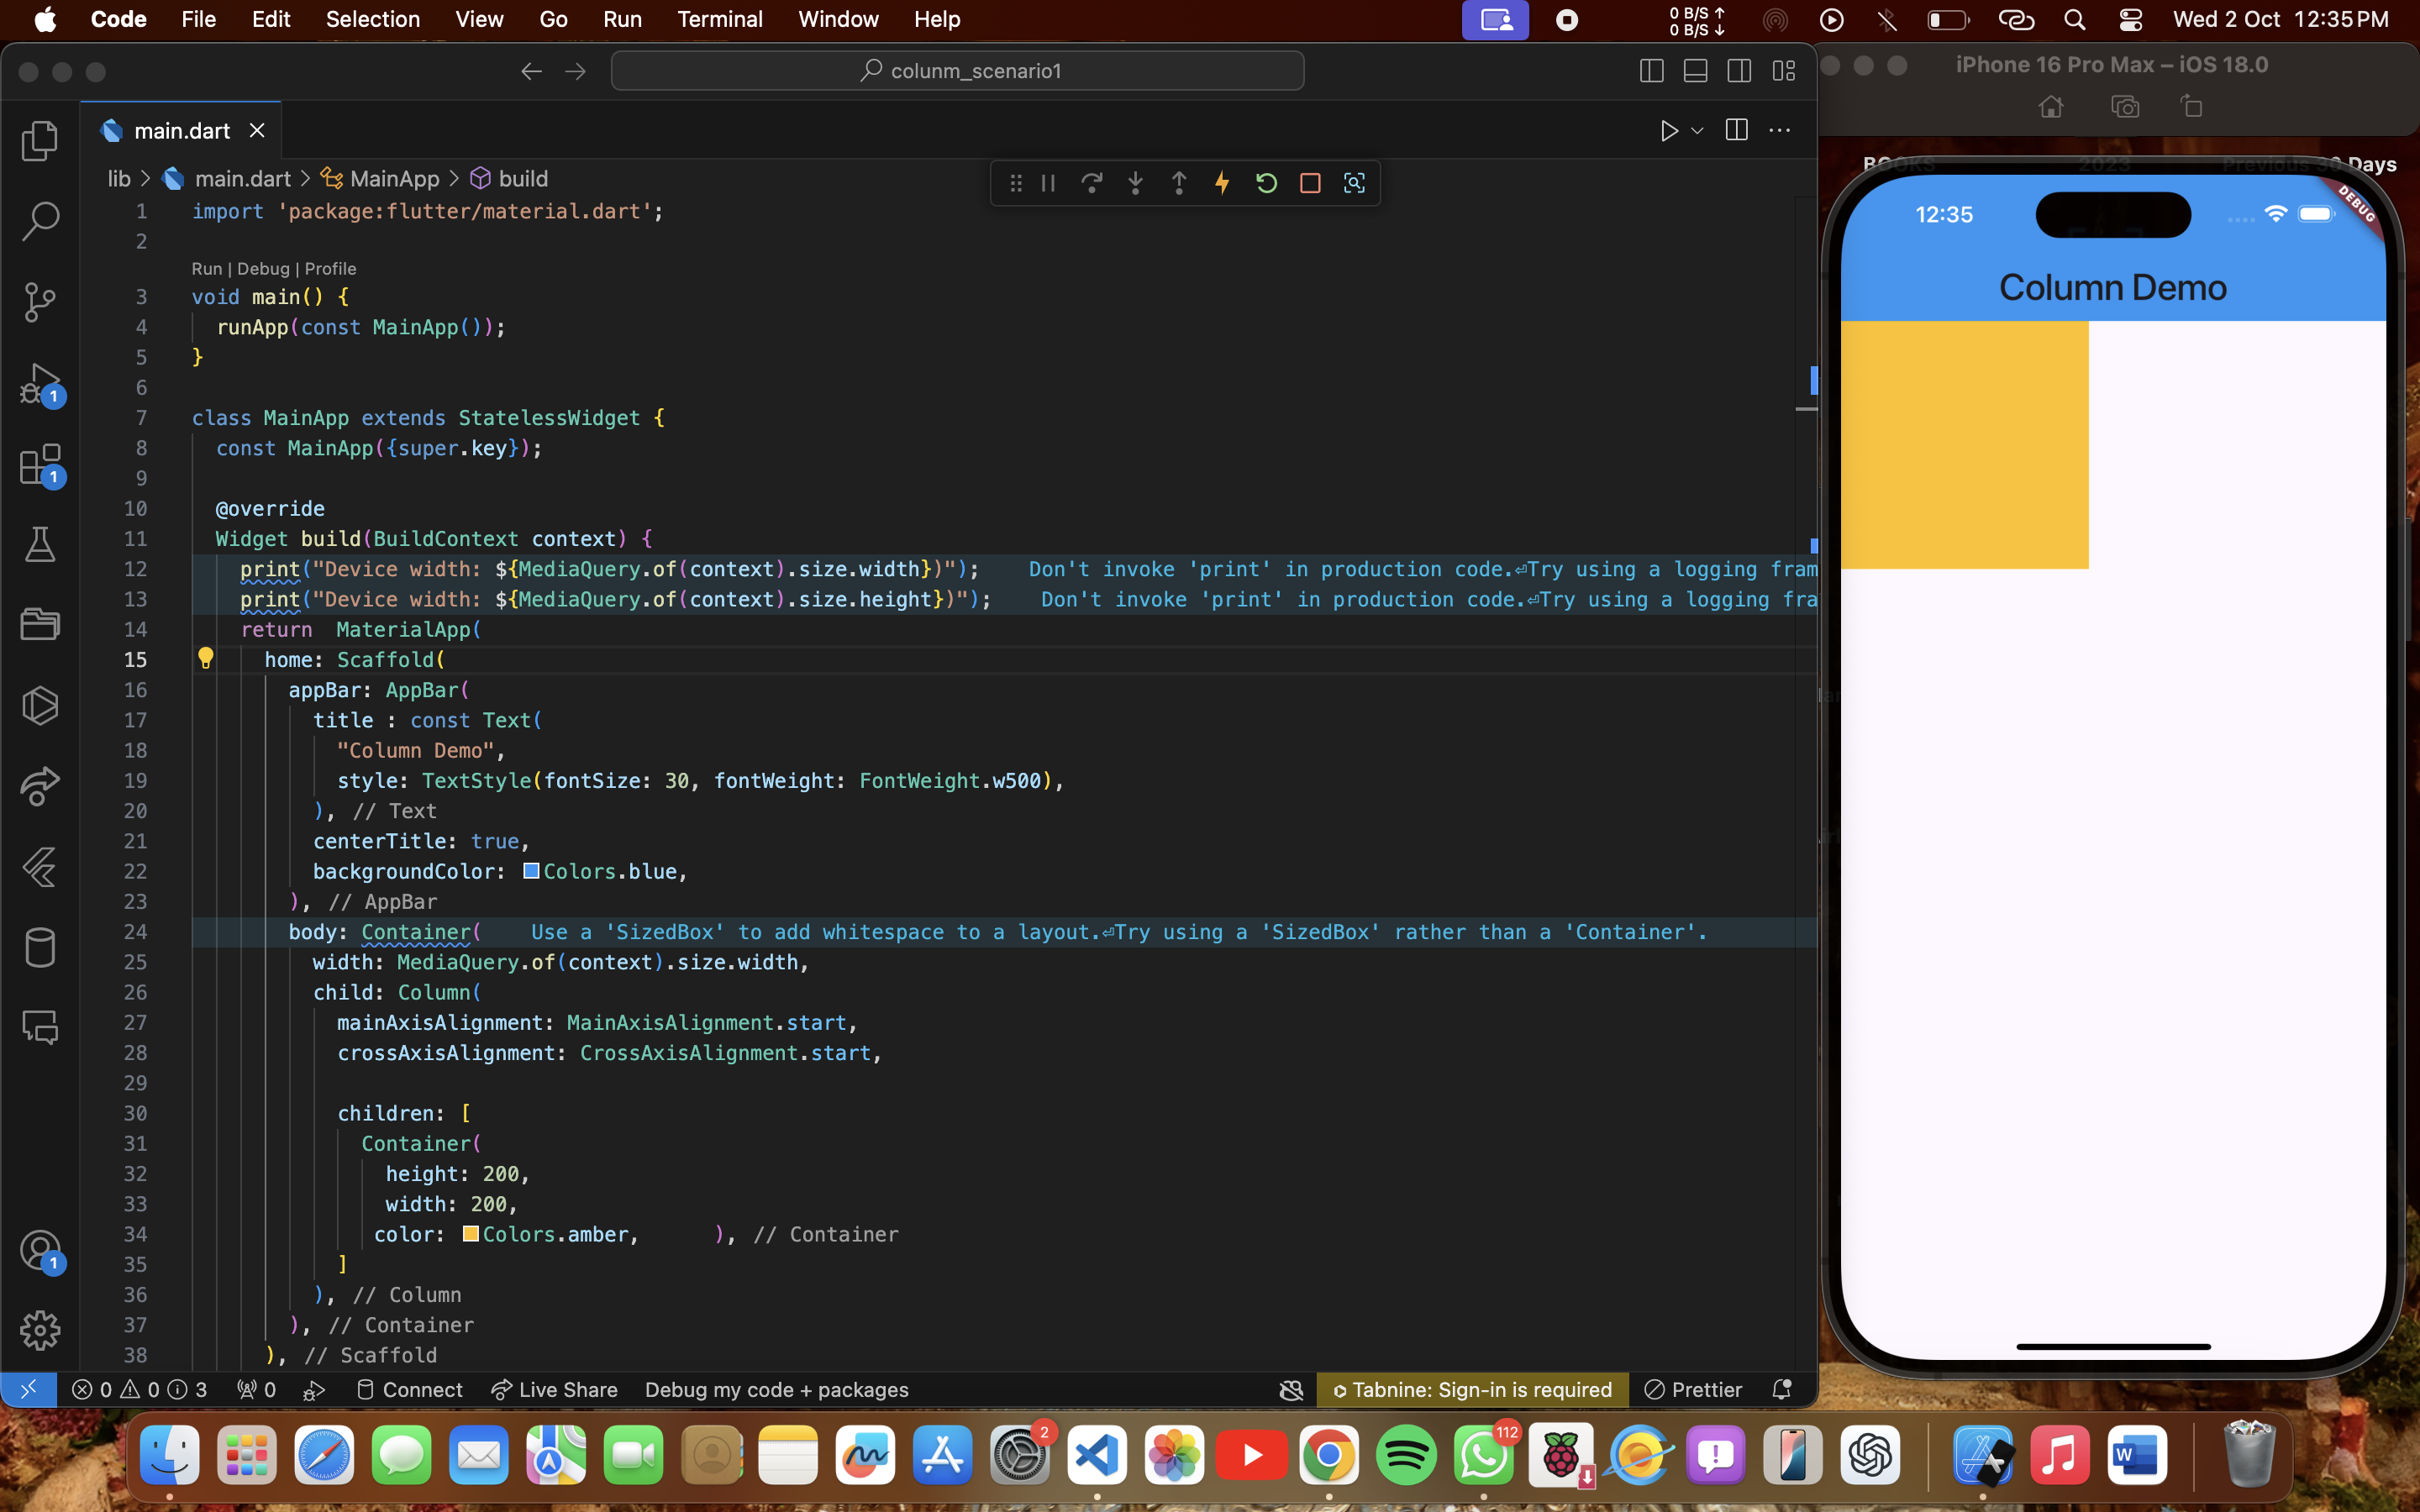 Code File Edit Selection View Go Run Terminal Window Help
0 B/S ↑
0 B/S ↓
Wed 2 Oct 12:35 PM
colunm_scenario1
main.dart
lib > main.dart > MainApp > build
1 import 'package:flutter/material.dart';
2
Run | Debug | Profile
3 void main() {
4 runApp(const MainApp());
5 }
6
7 class MainApp extends StatelessWidget {
8 const MainApp({super.key});
9
10 @override
11 Widget build(BuildContext context) {
12 print("Device width: ${MediaQuery.of(context).size.width})"); Don't invoke 'print' in production code.⏎Try using a logging fram
13 print("Device width: ${MediaQuery.of(context).size.height})"); Don't invoke 'print' in production code.⏎Try using a logging fra
14 return MaterialApp(
15 home: Scaffold(
16 appBar: AppBar(
17 title : const Text(
18 "Column Demo",
19 style: TextStyle(fontSize: 30, fontWeight: FontWeight.w500),
20 ), // Text
21 centerTitle: true,
22 backgroundColor: Colors.blue,
23 ), // AppBar
24 body: Container( Use a 'SizedBox' to add whitespace to a layout.⏎Try using a 'SizedBox' rather than a 'Container'.
25 width: MediaQuery.of(context).size.width,
26 child: Column(
27 mainAxisAlignment: MainAxisAlignment.start,
28 crossAxisAlignment: CrossAxisAlignment.start,
29
30 children: [
31 Container(
32 height: 200,
33 width: 200,
34 color: Colors.amber, ), // Container
35 ]
36 ), // Column
37 ), // Container
38 ), // Scaffold
1
1
1
0 0 3 0 Connect Live Share Debug my code + packages Tabnine: Sign-in is required Prettier
iPhone 16 Pro Max – iOS 18.0
BOOKS 2023 Previous 30 Days
12:35
DEBUG
Column Demo
2
112
W